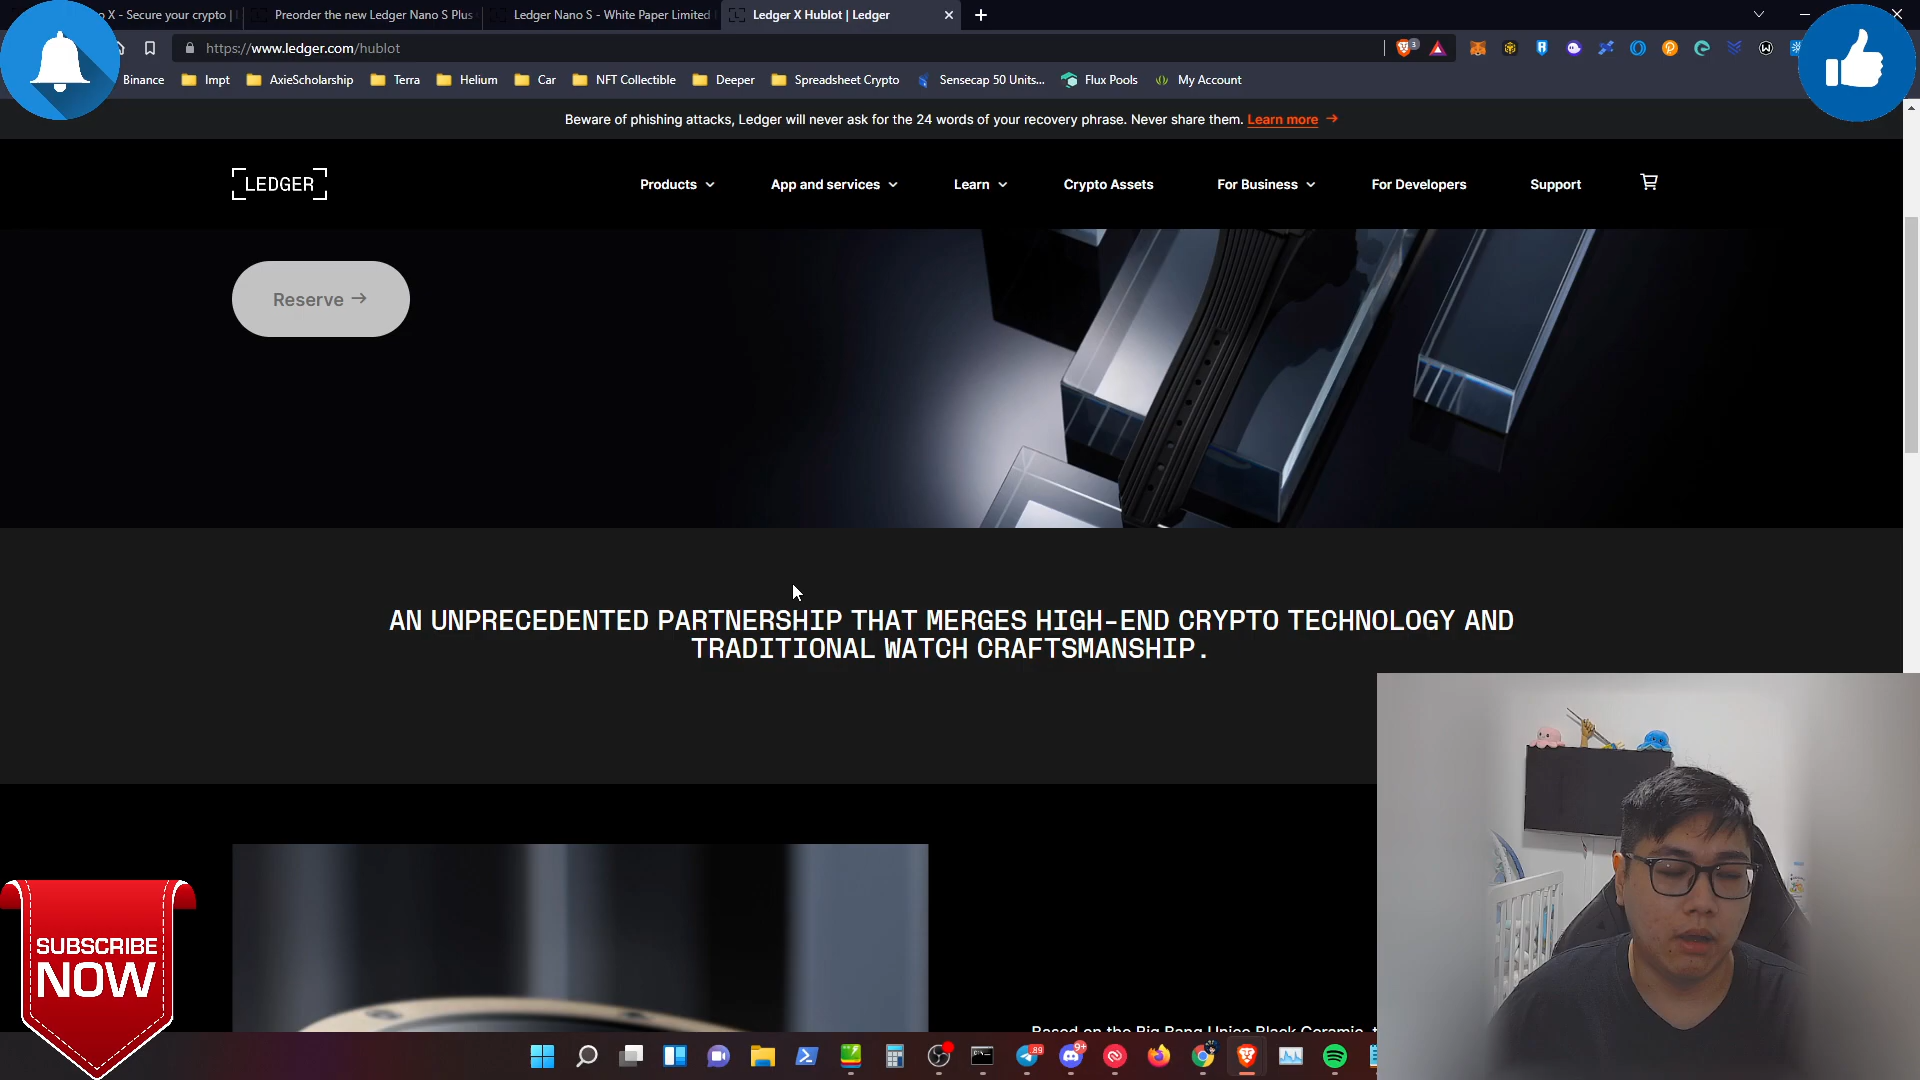 o X - Secure your crypto |
Preorder the new Ledger Nano S Plus
Ledger Nano S - White Paper Limited
Ledger X Hublot | Ledger
https://www.ledger.com/hublot
3
Binance
Impt
AxieScholarship
Terra
Helium
Car
NFT Collectible
Deeper
Spreadsheet Crypto
Sensecap 50 Units...
Flux Pools
My Account
Beware of phishing attacks, Ledger will never ask for the 24 words of your recovery phrase. Never share them. Learn more →
LEDGER
Products
App and services
Learn
Crypto Assets
For Business
For Developers
Support
Reserve →
AN UNPRECEDENTED PARTNERSHIP THAT MERGES HIGH-END CRYPTO TECHNOLOGY AND
TRADITIONAL WATCH CRAFTSMANSHIP.
SUBSCRIBE
NOW
Based on the Big Bang Unico Black Ceramic,
89
9+